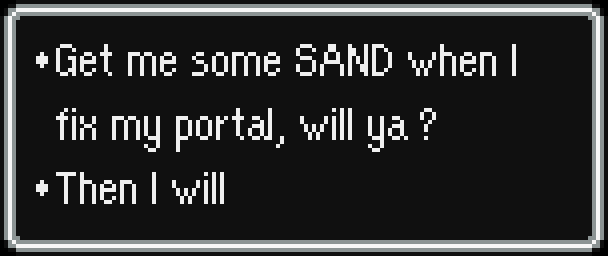 •Get me some SAND when I
fix my portal, will ya?
•Then I will